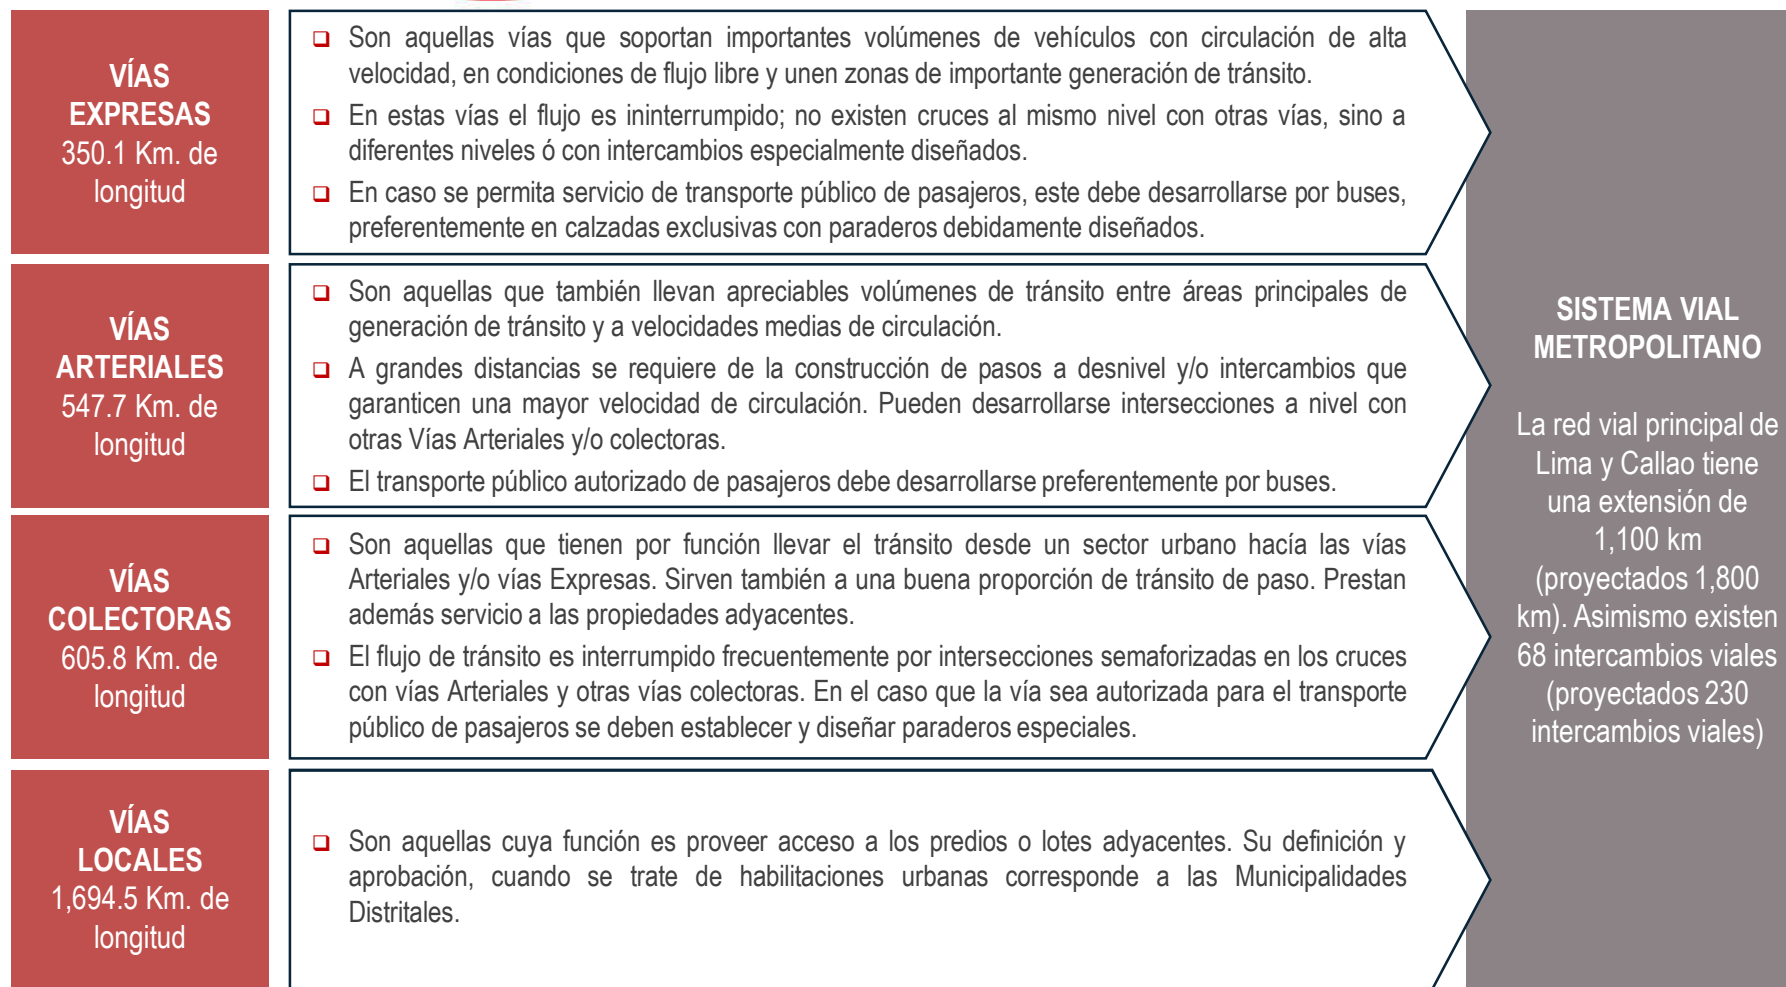 VÍAS
EXPRESAS
350.1 Km. de
longitud
❑ Son aquellas vías que soportan importantes volúmenes de vehículos con circulación de alta
velocidad, en condiciones de flujo libre y unen zonas de importante generación de tránsito.
❑ En estas vías el flujo es ininterrumpido; no existen cruces al mismo nivel con otras vías, sino a
diferentes niveles ó con intercambios especialmente diseñados.
❑ En caso se permita servicio de transporte público de pasajeros, este debe desarrollarse por buses,
preferentemente en calzadas exclusivas con paraderos debidamente diseñados.
VÍAS
ARTERIALES
547.7 Km. de
longitud
❑ Son aquellas que también llevan apreciables volúmenes de tránsito entre áreas principales de
generación de tránsito y a velocidades medias de circulación.
❑ A grandes distancias se requiere de la construcción de pasos a desnivel y/o intercambios que
garanticen una mayor velocidad de circulación. Pueden desarrollarse intersecciones a nivel con
otras Vías Arteriales y/o colectoras.
❑ El transporte público autorizado de pasajeros debe desarrollarse preferentemente por buses.
VÍAS
COLECTORAS
605.8 Km. de
longitud
❑ Son aquellas que tienen por función llevar el tránsito desde un sector urbano hacía las vías
Arteriales y/o vías Expresas. Sirven también a una buena proporción de tránsito de paso. Prestan
además servicio a las propiedades adyacentes.
❑ El flujo de tránsito es interrumpido frecuentemente por intersecciones semaforizadas en los cruces
con vías Arteriales y otras vías colectoras. En el caso que la vía sea autorizada para el transporte
público de pasajeros se deben establecer y diseñar paraderos especiales.
VÍAS
LOCALES
1,694.5 Km. de
longitud
❑ Son aquellas cuya función es proveer acceso a los predios o lotes adyacentes. Su definición y
aprobación, cuando se trate de habilitaciones urbanas corresponde a las Municipalidades
Distritales.
SISTEMA VIAL
METROPOLITANO
La red vial principal de
Lima y Callao tiene
una extensión de
1,100 km
(proyectados 1,800
km). Asimismo existen
68 intercambios viales
(proyectados 230
intercambios viales)